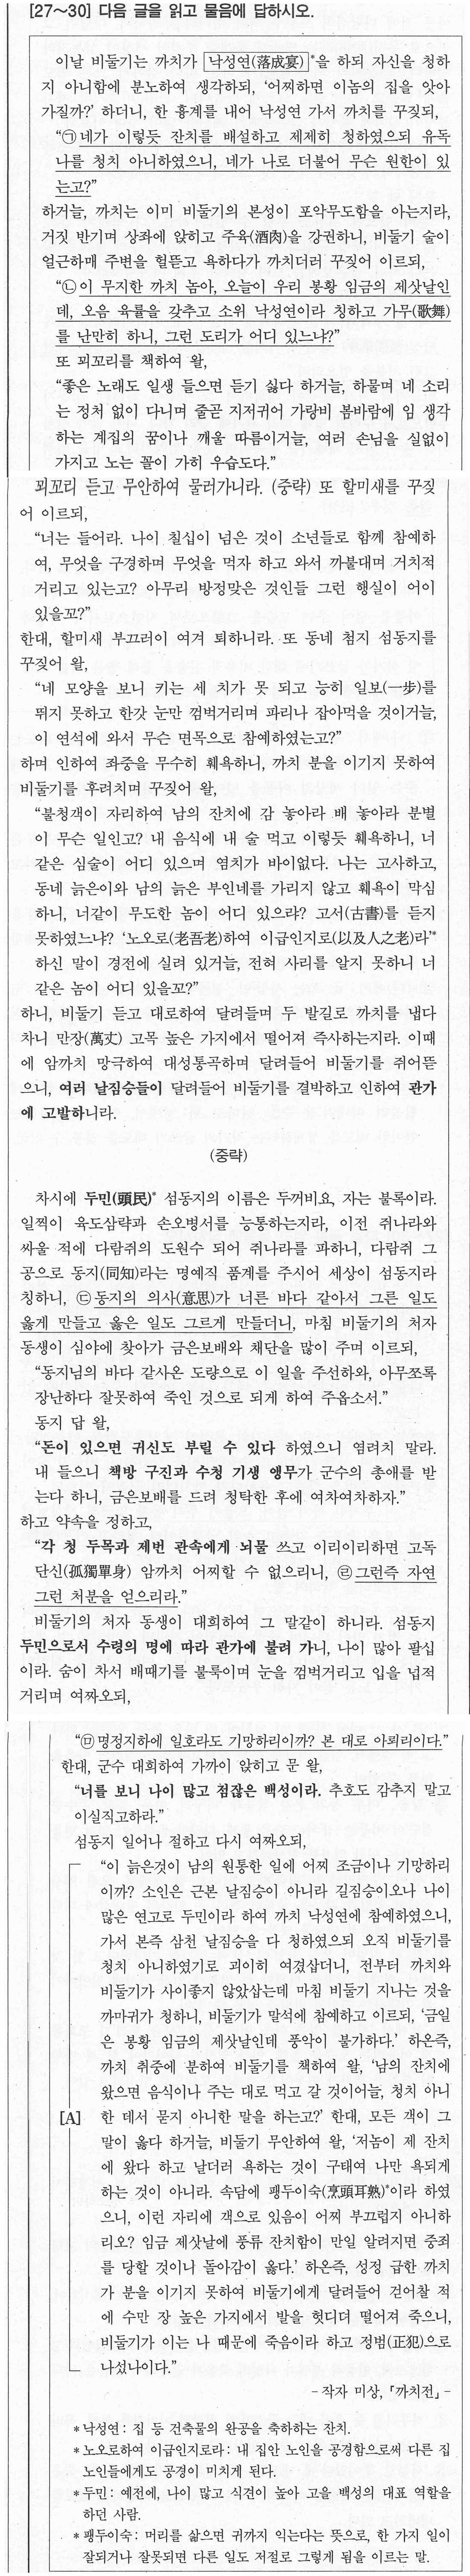 [27～30] 다음 글을 읽고 물음에 답하시오.
이날 비둘기는 까치가 낙성연(落成宴)*을 하되 자신을 청하
지 아니함에 분노하여 생각하되, ‘어찌하면 이놈의 집을 앗아
가질까?’ 하더니, 한 흉계를 내어 낙성연 가서 까치를 꾸짖되,
“㉠네가 이렇듯 잔치를 배설하고 제제히 청하였으되 유독
나를 청치 아니하였으니, 네가 나로 더불어 무슨 원한이 있
는고?”
하거늘, 까치는 이미 비둘기의 본성이 포악무도함을 아는지라,
거짓 반기며 상좌에 앉히고 주육(酒肉)을 강권하니, 비둘기 술이
얼근하매 주변을 헐뜯고 욕하다가 까치더러 꾸짖어 이르되,
“㉡이 무지한 까치 놈아, 오늘이 우리 봉황 임금의 제삿날인
데, 오음 육률을 갖추고 소위 낙성연이라 칭하고 가무(歌舞)
를 난만히 하니, 그런 도리가 어디 있느냐?”
또 꾀꼬리를 책하여 왈,
“좋은 노래도 일생 들으면 듣기 싫다 하거늘, 하물며 네 소리
는 정처 없이 다니며 줄곧 지저귀어 가랑비 봄바람에 임 생각
하는 계집의 꿈이나 깨울 따름이거늘, 여러 손님을 실없이
가지고 노는 꼴이 가히 우습도다.”
꾀꼬리 듣고 무안하여 물러가니라. (중략) 또 할미새를 꾸짖
어 이르되,
“너는 들어라. 나이 칠십이 넘은 것이 소년들로 함께 참예하
여, 무엇을 구경하며 무엇을 먹자 하고 와서 까불대며 거치적
거리고 있는고? 아무리 방정맞은 것인들 그런 행실이 어이
있을꼬?”
한대, 할미새 부끄러이 여겨 퇴하니라. 또 동네 첨지 섬동지를
꾸짖어 왈,
“네 모양을 보니 키는 세 치가 못 되고 능히 일보(一步)를
뛰지 못하고 한갓 눈만 껌벅거리며 파리나 잡아먹을 것이거늘,
이 연석에 와서 무슨 면목으로 참예하였는고?”
하며 인하여 좌중을 무수히 훼욕하니, 까치 분을 이기지 못하여
비둘기를 후려치며 꾸짖어 왈,
“불청객이 자리하여 남의 잔치에 감 놓아라 배 놓아라 분별
이 무슨 일인고? 내 음식에 내 술 먹고 이렇듯 훼욕하니, 너
같은 심술이 어디 있으며 염치가 바이없다. 나는 고사하고,
동네 늙은이와 남의 늙은 부인네를 가리지 않고 훼욕이 막심
하니, 너같이 무도한 놈이 어디 있으랴? 고서(古書)를 듣지
못하였느냐? ‘노오로(老吾老)하여 이급인지로(以及人之老)라’*
하신 말이 경전에 실려 있거늘, 전혀 사리를 알지 못하니 너
같은 놈이 어디 있을꼬?”
하니, 비둘기 듣고 대로하여 달려들며 두 발길로 까치를 냅다
차니 만장(萬丈) 고목 높은 가지에서 떨어져 즉사하는지라. 이때
에 암까치 망극하여 대성통곡하며 달려들어 비둘기를 쥐어뜯
으니, 여러 날짐승들이 달려들어 비둘기를 결박하고 인하여 관가
에 고발하니라.
(중략)
차시에 두민(頭民)* 섬동지의 이름은 두꺼비요, 자는 불록이라.
일찍이 육도삼략과 손오병서를 능통하는지라, 이전 쥐나라와
싸울 적에 다람쥐의 도원수 되어 쥐나라를 파하니, 다람쥐 그
공으로 동지(同知)라는 명예직 품계를 주시어 세상이 섬동지라
칭하니, ㉢동지의 의사(意思)가 너른 바다 같아서 그른 일도
옳게 만들고 옳은 일도 그르게 만들더니, 마침 비둘기의 처자
동생이 심야에 찾아가 금은보배와 채단을 많이 주며 이르되,
“동지님의 바다 같사온 도량으로 이 일을 주선하와, 아무쪼록
장난하다 잘못하여 죽인 것으로 되게 하여 주옵소서.”
동지 답 왈,
“돈이 있으면 귀신도 부릴 수 있다 하였으니 염려치 말라.
내 들으니 책방 구진과 수청 기생 앵무가 군수의 총애를 받
는다 하니, 금은보배를 드려 청탁한 후에 여차여차하자.”
하고 약속을 정하고,
“각 청 두목과 제번 관속에게 뇌물 쓰고 이리이리하면 고독
단신(孤獨單身) 암까치 어찌할 수 없으리니, ㉣그런즉 자연
그런 처분을 얻으리라.”
비둘기의 처자 동생이 대희하여 그 말같이 하니라. 섬동지
두민으로서 수령의 명에 따라 관가에 불려 가니, 나이 많아 팔십
이라. 숨이 차서 배때기를 불룩이며 눈을 껌벅거리고 입을 넙적
거리며 여짜오되,
“㉤명정지하에 일호라도 기망하리이까? 본 대로 아뢰리이다.”
한대, 군수 대희하여 가까이 앉히고 문 왈,
“너를 보니 나이 많고 점잖은 백성이라. 추호도 감추지 말고
이실직고하라.”
섬동지 일어나 절하고 다시 여짜오되,
“이 늙은것이 남의 원통한 일에 어찌 조금이나 기망하리
이까? 소인은 근본 날짐승이 아니라 길짐승이오나 나이
많은 연고로 두민이라 하여 까치 낙성연에 참예하였으니,
가서 본즉 삼천 날짐승을 다 청하였으되 오직 비둘기를
청치 아니하였기로 괴이히 여겼삽더니, 전부터 까치와
비둘기가 사이좋지 않았삽는데 마침 비둘기 지나는 것을
까마귀가 청하니, 비둘기가 말석에 참예하고 이르되, ‘금일
은 봉황 임금의 제삿날인데 풍악이 불가하다.’ 하온즉,
까치 취중에 분하여 비둘기를 책하여 왈, ‘남의 잔치에
왔으면 음식이나 주는 대로 먹고 갈 것이어늘, 청치 아니
[A] 한 데서 묻지 아니한 말을 하는고?’ 한대, 모든 객이 그
말이 옳다 하거늘, 비둘기 무안하여 왈, ‘저놈이 제 잔치
에 왔다 하고 날더러 욕하는 것이 구태여 나만 욕되게
하는 것이 아니라. 속담에 팽두이숙(烹頭耳熟)*이라 하였
으니, 이런 자리에 객으로 있음이 어찌 부끄럽지 아니하
리오? 임금 제삿날에 풍류 잔치함이 만일 알려지면 중죄
를 당할 것이니 돌아감이 옳다.’ 하온즉, 성정 급한 까치
가 분을 이기지 못하여 비둘기에게 달려들어 걷어찰 적
에 수만 장 높은 가지에서 발을 헛디뎌 떨어져 죽으니,
비둘기가 이는 나 때문에 죽음이라 하고 정범(正犯)으로
나섰나이다.”
- 작자 미상, 「까치전」-
* 낙성연 : 집 등 건축물의 완공을 축하하는 잔치.
* 노오로하여 이급인지로라 : 내 집안 노인을 공경함으로써 다른 집
노인들에게도 공경이 미치게 된다.
* 두민 : 예전에, 나이 많고 식견이 높아 고을 백성의 대표 역할을
하던 사람.
* 팽두이숙 : 머리를 삶으면 귀까지 익는다는 뜻으로, 한 가지 일이
잘되거나 잘못되면 다른 일도 저절로 그렇게 됨을 이르는 말.